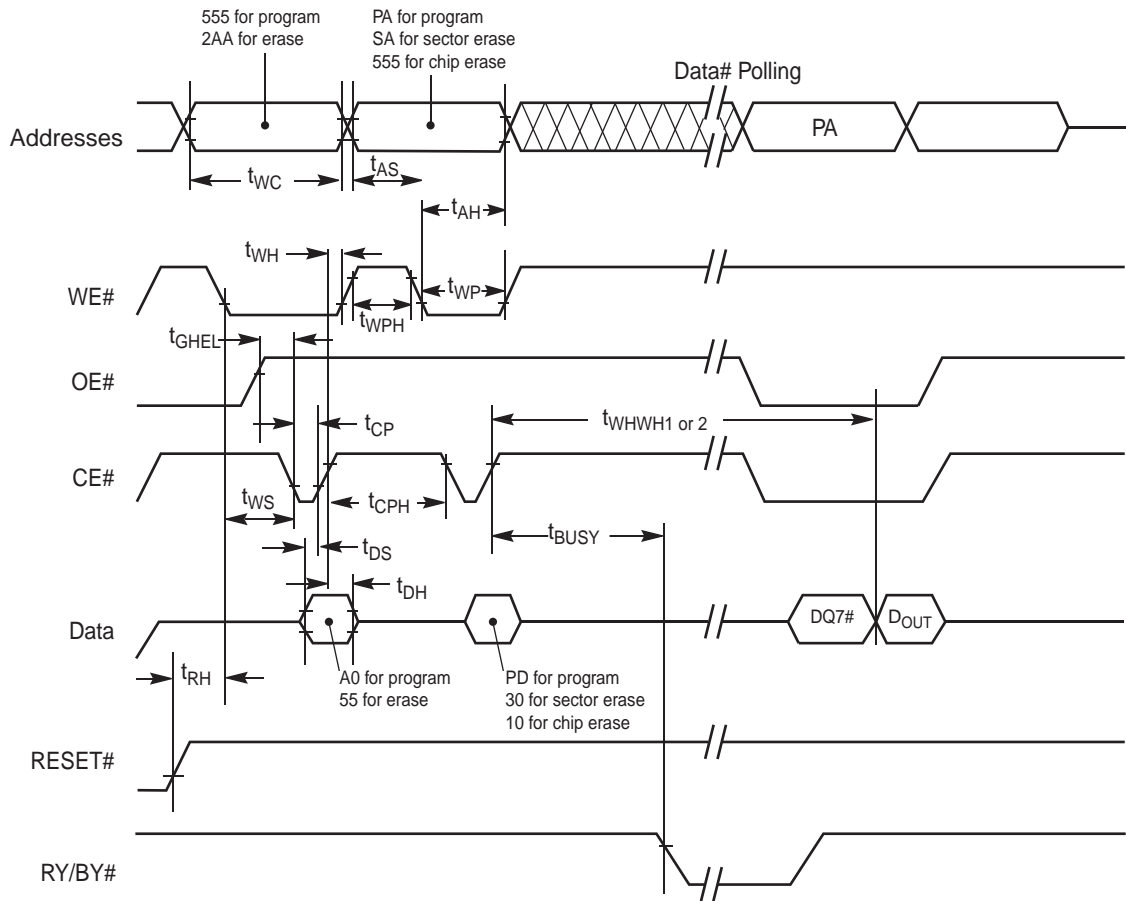 555 for program
2AA for erase
PA for program
SA for sector erase
555 for chip erase
Data# Polling
Addresses
PA
tWC
tAS
tAH
tWH
WE#
tWP
tWPH
tGHEL
OE#
tWHWH1 or 2
tCP
CE#
tWS
tCPH
tBUSY
tDS
tDH
Data
DQ7#
DOUT
tRH
A0 for program
55 for erase
PD for program
30 for sector erase
10 for chip erase
RESET#
RY/BY#